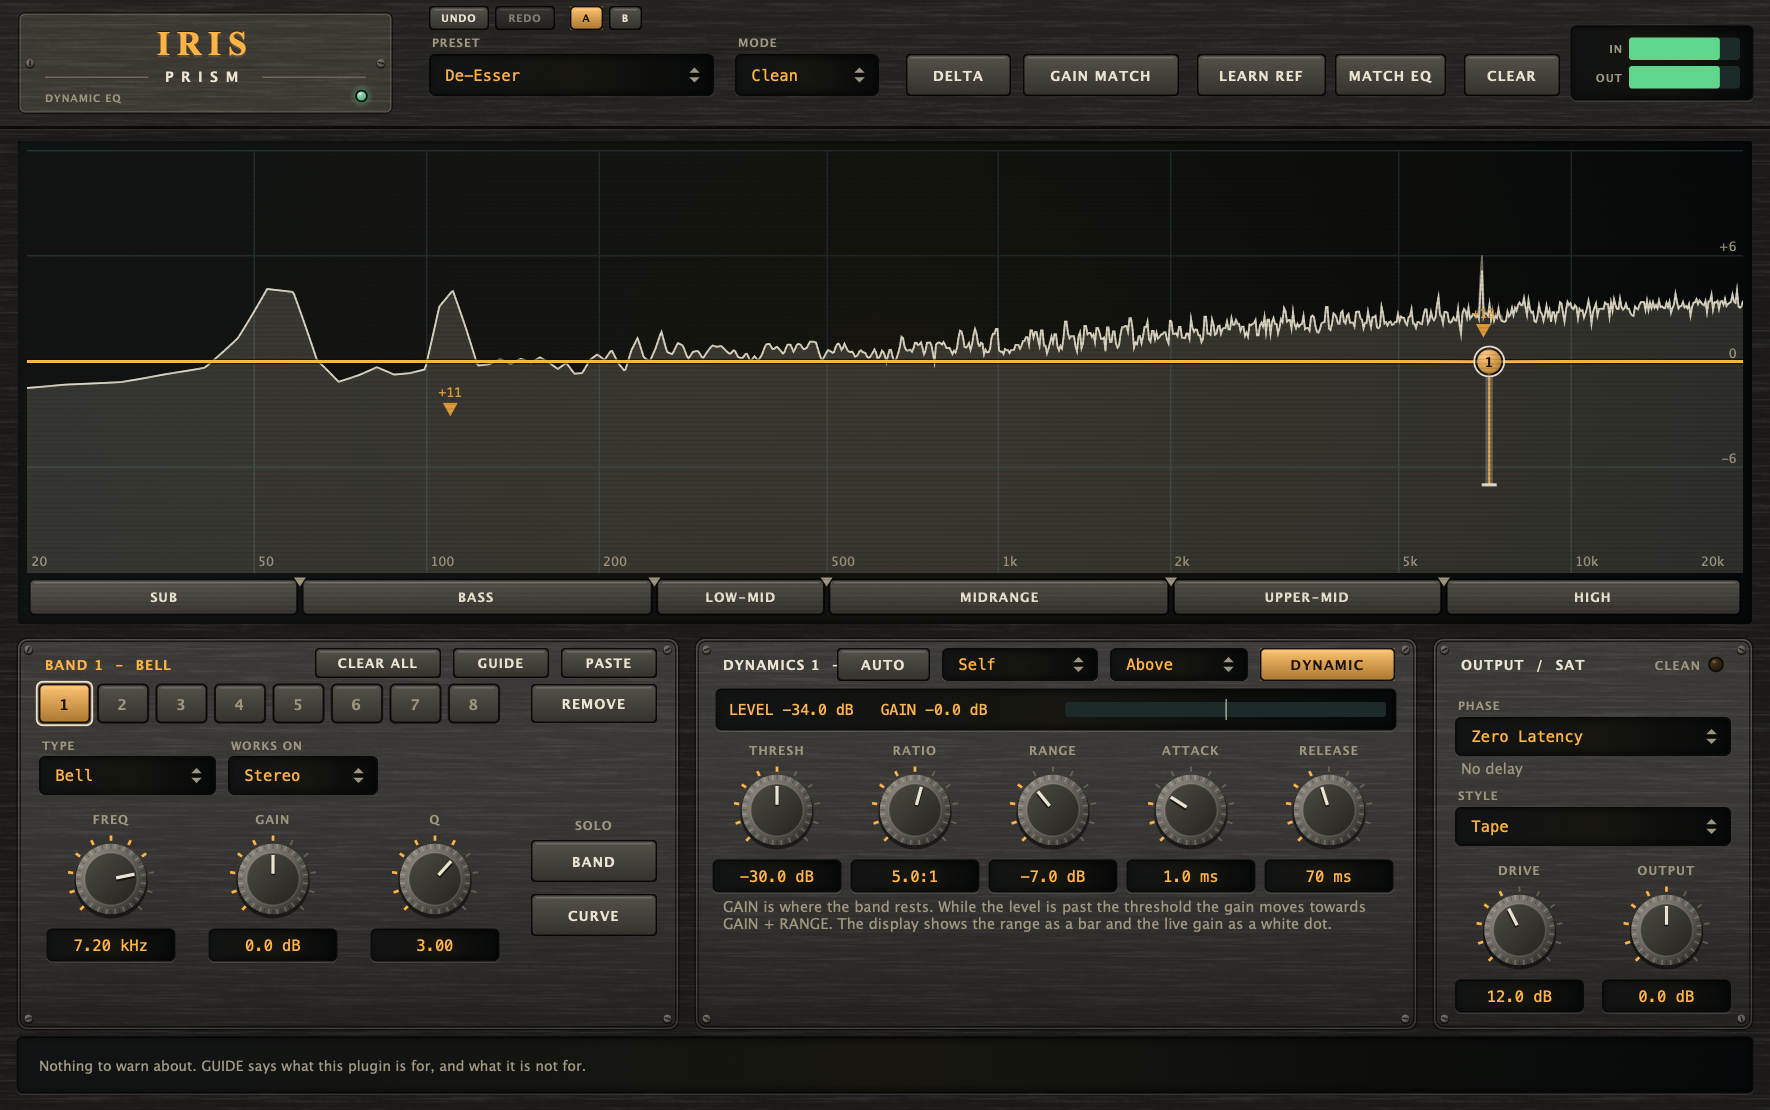 IRIS
PRISM
DYNAMIC EQ
UNDO REDO A B
PRESET
De-Esser
MODE
Clean
DELTA
GAIN MATCH
LEARN REF
MATCH EQ
CLEAR
IN
OUT
+6
0
-6
+11
1
20 50 100 200 500 1k 2k 5k 10k 20k
SUB BASS LOW-MID MIDRANGE UPPER-MID HIGH
BAND 1 - BELL
CLEAR ALL GUIDE PASTE
1 2 3 4 5 6 7 8
REMOVE
TYPE
Bell
WORKS ON
Stereo
FREQ GAIN Q
7.20 kHz 0.0 dB 3.00
SOLO
BAND
CURVE
DYNAMICS 1 -
AUTO
Self
Above
DYNAMIC
LEVEL -34.0 dB GAIN -0.0 dB
THRESH RATIO RANGE ATTACK RELEASE
-30.0 dB 5.0:1 -7.0 dB 1.0 ms 70 ms
GAIN is where the band rests. While the level is past the threshold the gain moves towards
GAIN + RANGE. The display shows the range as a bar and the live gain as a white dot.
OUTPUT / SAT
CLEAN
PHASE
Zero Latency
No delay
STYLE
Tape
DRIVE OUTPUT
12.0 dB 0.0 dB
Nothing to warn about. GUIDE says what this plugin is for, and what it is not for.